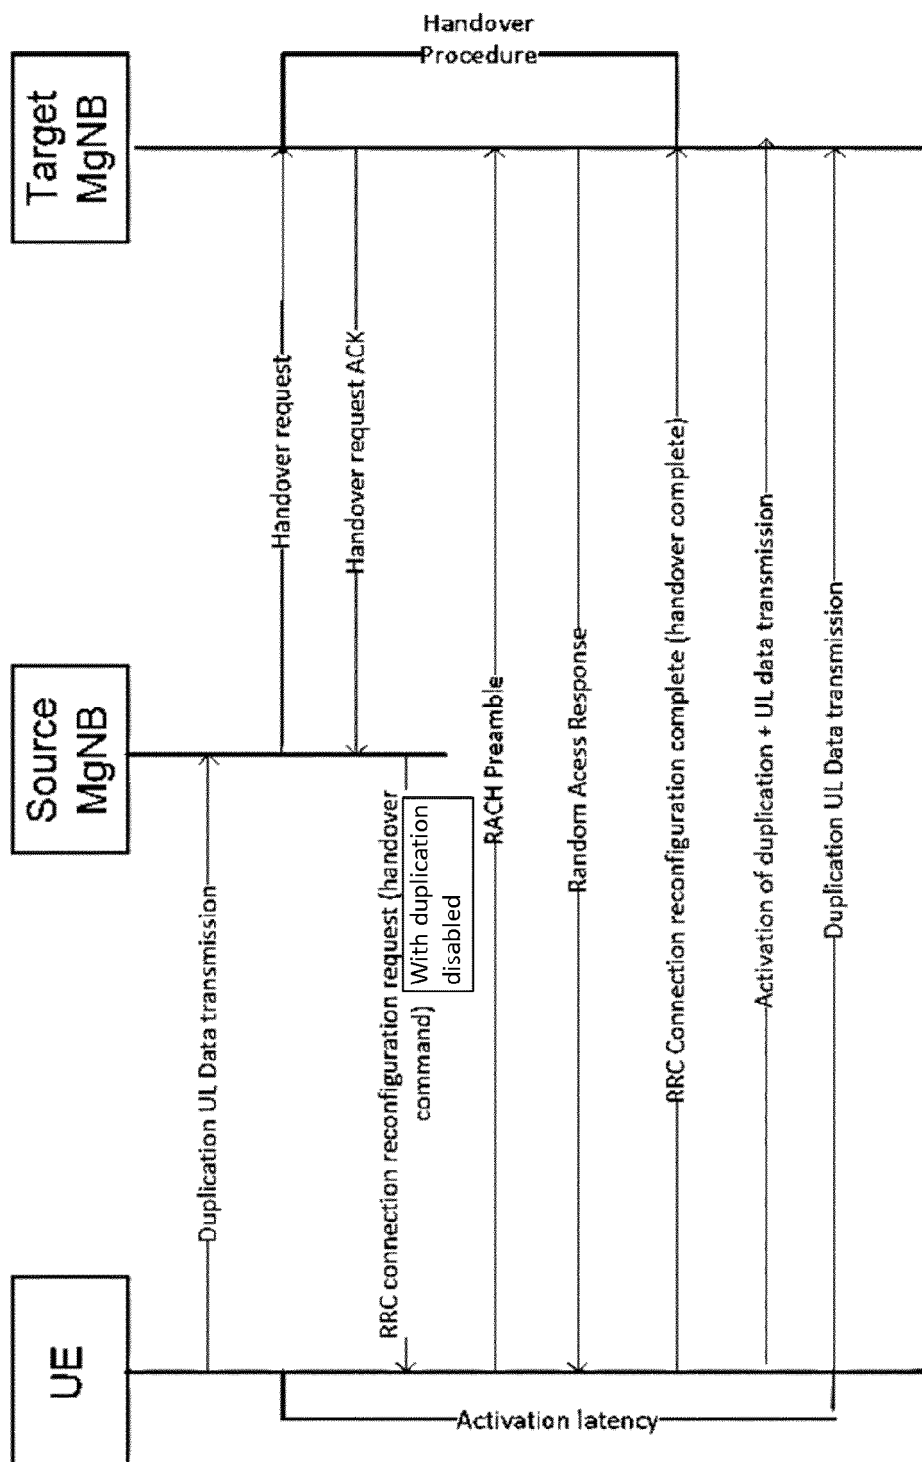 UE
Source
MgNB
Target
MgNB
Duplication UL Data transmission
Handover request
Handover request ACK
RRC connection reconfiguration request (handover
command)
With duplication
disabled
RACH Preamble
Random Acess Response
RRC Connection reconfiguration complete (handover complete)
Activation of duplication + UL data transmission
Duplication UL Data transmission
Handover
Procedure
Activation latency